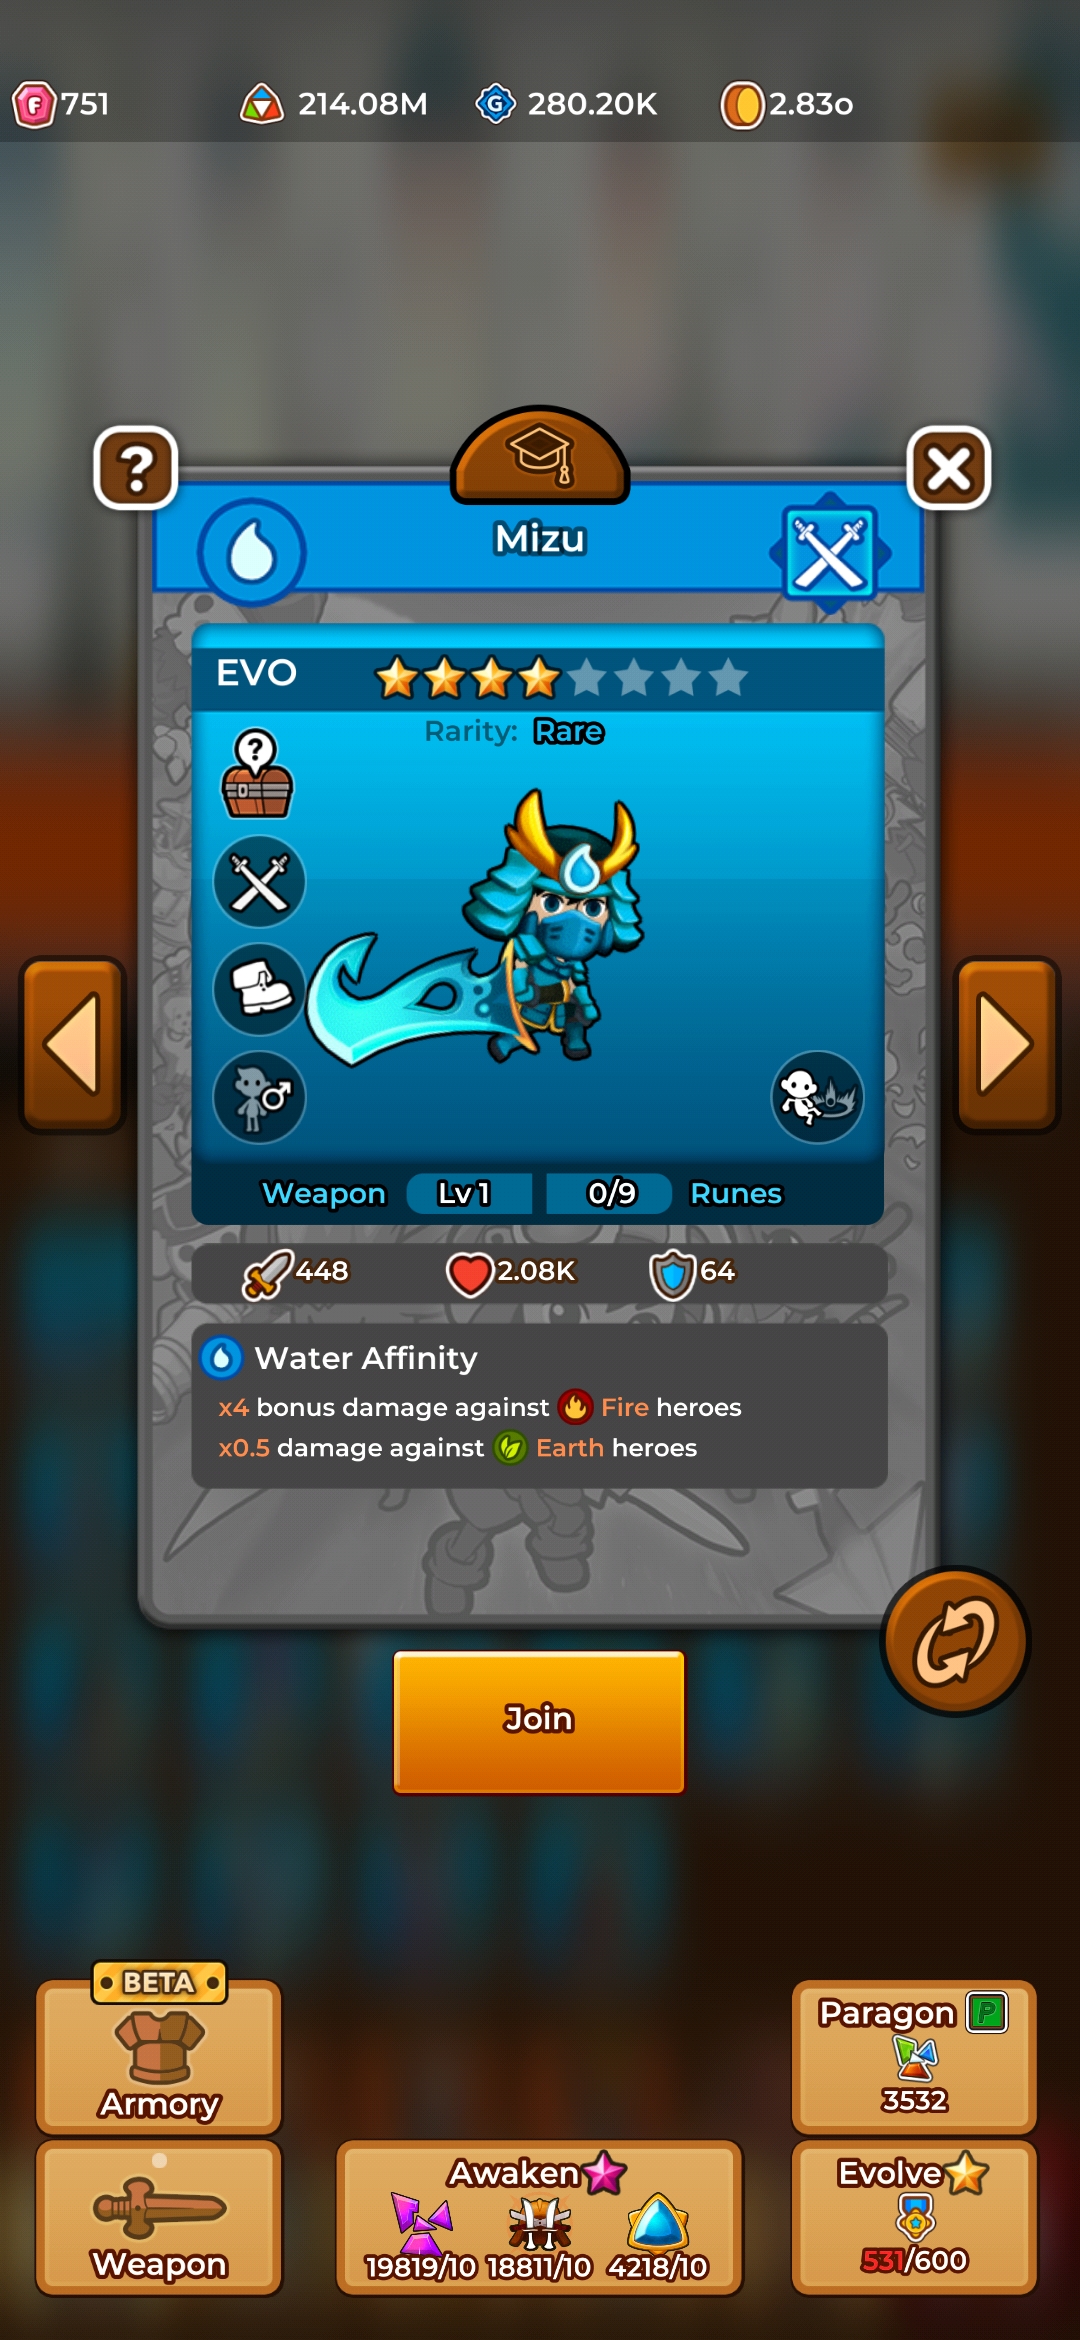 751 214.08M 280.20K 2.83o
?
Mizu
EVO
Rarity: Rare
?
Weapon Lv 1 0/9 Runes
448 2.08K 64
Water Affinity
x4 bonus damage against Fire heroes
x0.5 damage against Earth heroes
Join
BETA
Armory
Paragon P
3532
Weapon
Awaken
19819/10 18811/10 4218/10
Evolve
531/600